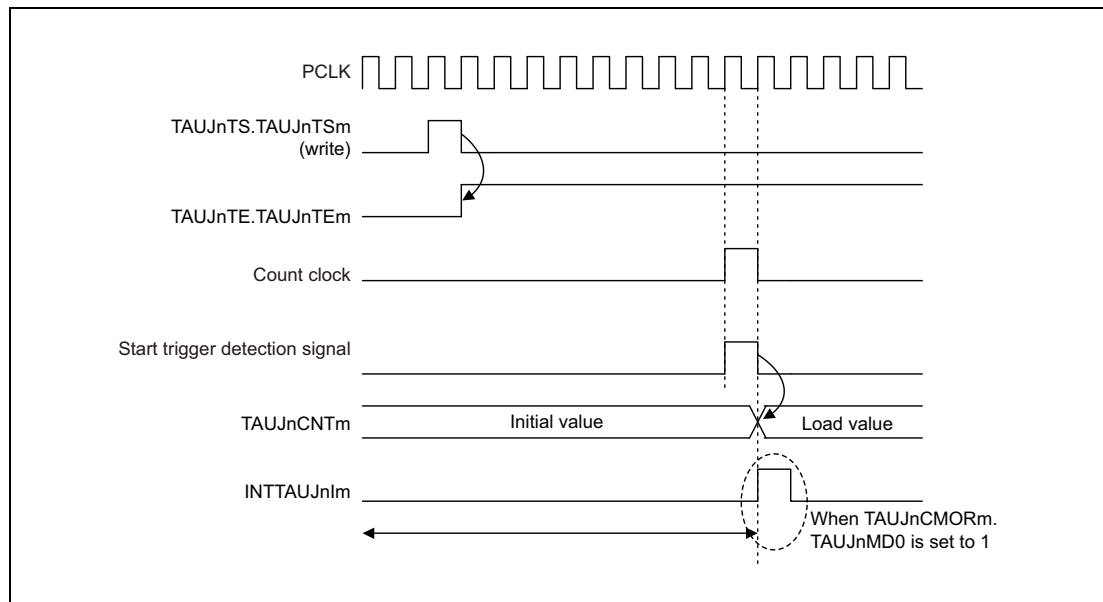 PCLK
TAUJnTS.TAUJnTSm
(write)
TAUJnTE.TAUJnTEm
Count clock
Start trigger detection signal
TAUJnCNTm
Initial value
Load value
INTTAUJnIm
When TAUJnCMORm.
TAUJnMD0 is set to 1